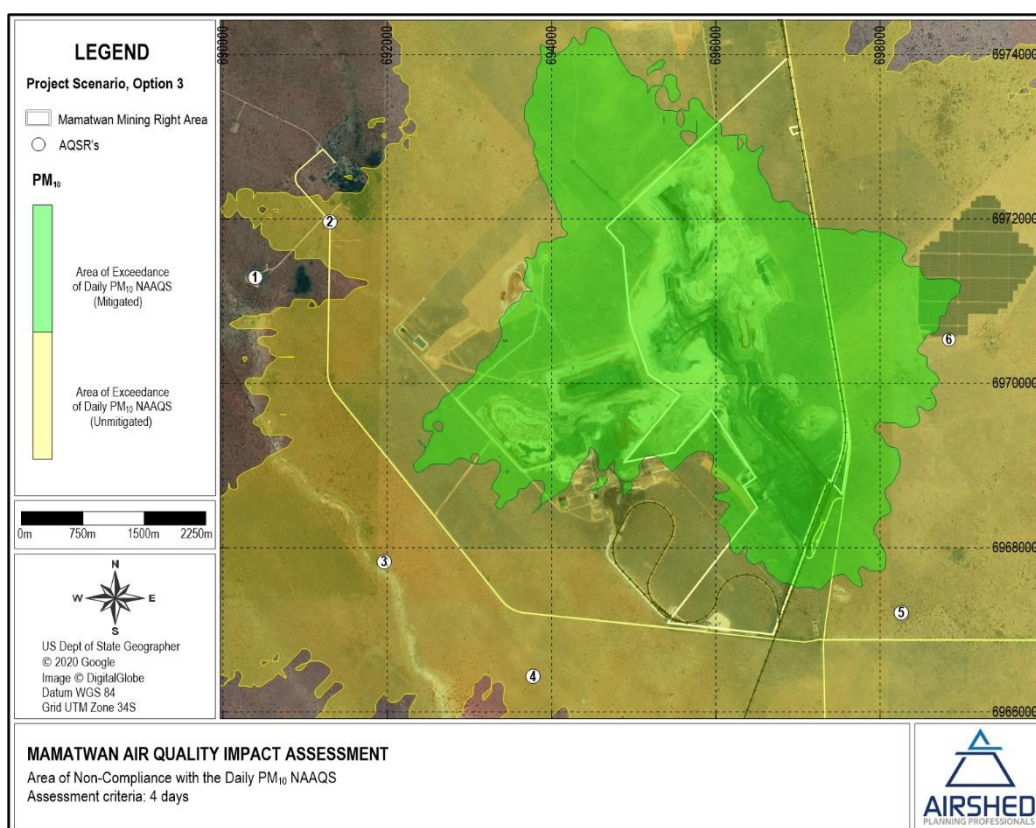 LEGEND
Project Scenario, Option 3
Mamatwan Mining Right Area
AQSR's
PM₁₀
Area of Exceedance
of Daily PM₁₀ NAAQS
(Mitigated)
Area of Exceedance
of Daily PM₁₀ NAAQS
(Unmitigated)
0m 750m 1500m 2250m
N
W E
S
US Dept of State Geographer
© 2020 Google
Image © DigitalGlobe
Datum WGS 84
Grid UTM Zone 34S
690000 692000 694000 696000 698000
6974000
6972000
6970000
6968000
6966000
2
1
6
3
5
4
MAMATWAN AIR QUALITY IMPACT ASSESSMENT
Area of Non-Compliance with the Daily PM₁₀ NAAQS
Assessment criteria: 4 days
AIRSHED
PLANNING PROFESSIONALS